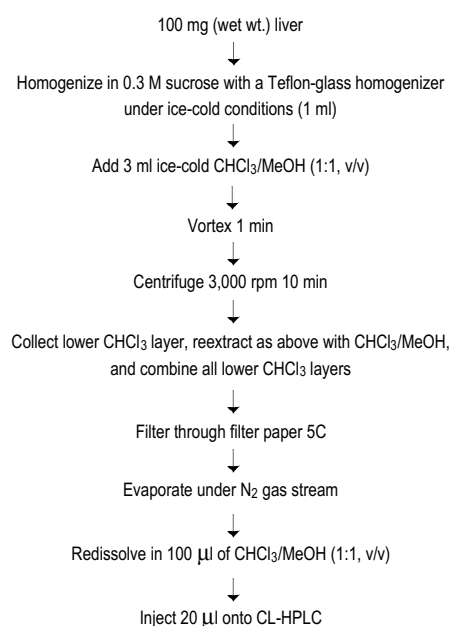 100 mg (wet wt.) liver
Homogenize in 0.3 M sucrose with a Teflon-glass homogenizer
under ice-cold conditions (1 ml)
Add 3 ml ice-cold CHCl₃/MeOH (1:1, v/v)
Vortex 1 min
Centrifuge 3,000 rpm 10 min
Collect lower CHCl₃ layer, reextract as above with CHCl₃/MeOH,
and combine all lower CHCl₃ layers
Filter through filter paper 5C
Evaporate under N₂ gas stream
Redissolve in 100 μl of CHCl₃/MeOH (1:1, v/v)
Inject 20 μl onto CL-HPLC